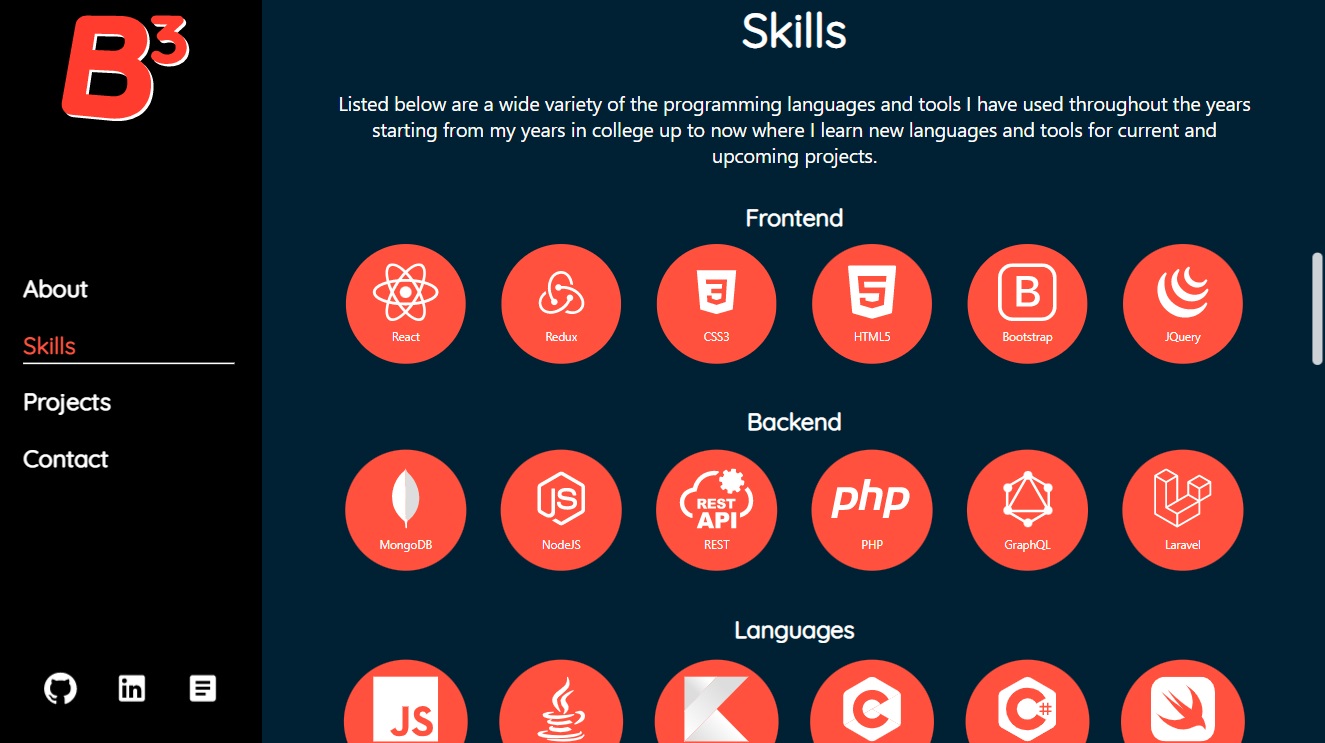 B3
About
Skills
Projects
Contact
in
Skills
Listed below are a wide variety of the programming languages and tools I have used throughout the years
starting from my years in college up to now where I learn new languages and tools for current and
upcoming projects.
Frontend
3
5
B
React
Redux
CSS3
HTML5
Bootstrap
JQuery
Backend
JS
REST
API
php
MongoDB
NodeJS
REST
PHP
GraphQL
Laravel
Languages
JS
C
C#